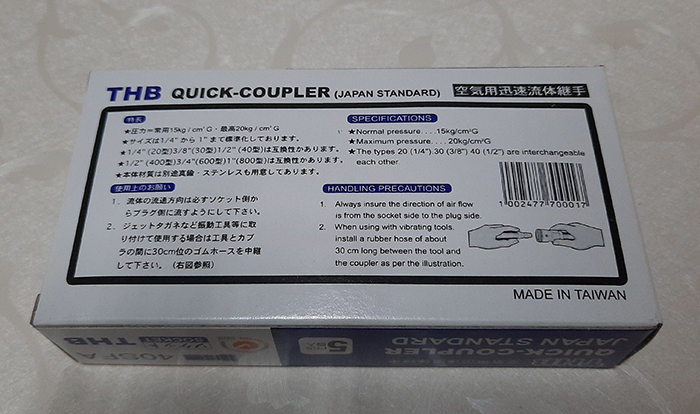 THB QUICK-COUPLER (JAPAN STANDARD) 空気用迅速流体継手
特長
★圧力＝常用15kg/cm²G・最高20kg/cm²G
★サイズは1/4"から1"まで標準化しております。
★1/4"(20型)3/8"(30型)1/2"(40型)は互換性があります。
★1/2"(400型)3/4"(600型)1"(800型)は互換性があります。
★本体材質は別途真鍮・ステンレスも用意してあります。
使用上のお願い
1. 流体の流通方向は必すソケット側か
らプラグ側に流すようにして下さい。
2. ジェットタガネなど振動工具等に取
り付けて使用する場合は工具とカプ
ラの間に30cm位のゴムホースを中継
して下さい。(右図参照)
SPECIFICATIONS
★Normal pressure....15kg/cm²G
★Maximum pressure....20kg/cm²G
★The types 20 (1/4").30 (3/8") 40 (1/2") are interchangeable
each other.
HANDLING PRECAUTIONS
1. Always insure the direction of air flow
is from the socket side to the plug side.
2. When using with vibrating tools.
install a rubber hose of about
30 cm long between the tool and
the coupler as per the illustration.
1 002477 700017
MADE IN TAIWAN
QUICK-COUPLER
JAPAN STANDARD
5
ソケット
SOCKET
THB
40SFA